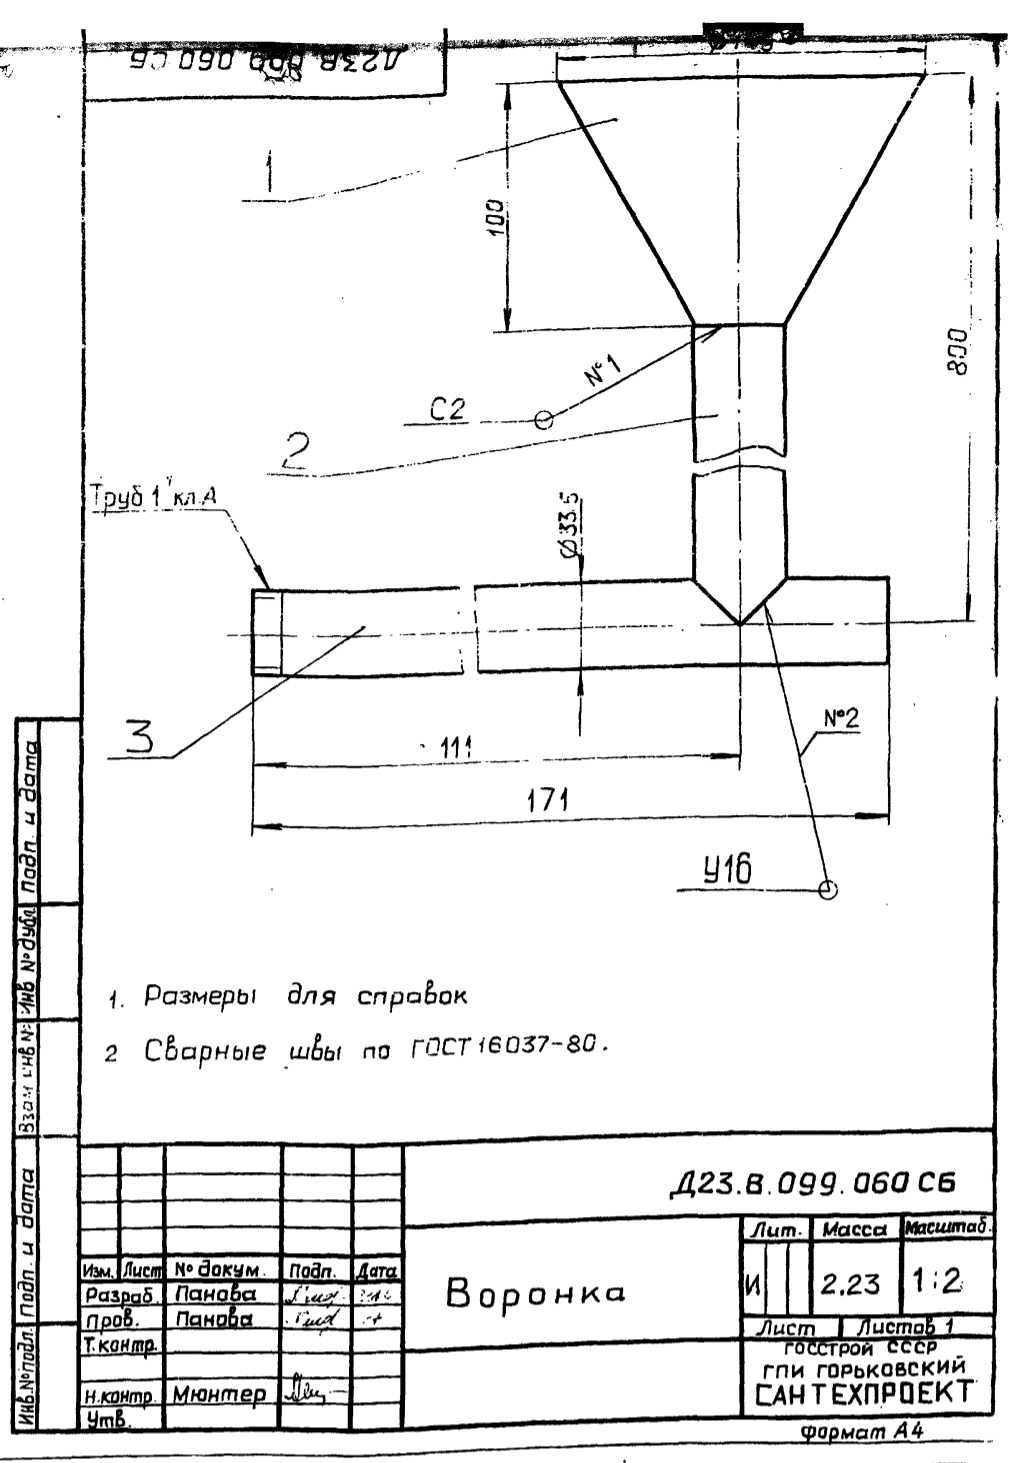 Д23В 099 060 СБ
1
100
800
№1
С2
2
Труб 1" кл.А
Ø33.5
3
№2
111
171
У16
1. Размеры для справок
2 Сварные швы по ГОСТ 16037-80.
Подп. и дата
Инв № дубл
Взам инв №
Подп. и дата
Инв.№подл.
Д23.В.099.060 СБ
Лит. Масса Масштаб.
Изм. Лист № докум. Подп. Дата
И 2.23 1:2
Разраб. Панова
Воронка
Пров. Панова
Лист Листов 1
Т.контр.
ГОССТРОЙ СССР
ГПИ ГОРЬКОВСКИЙ
САНТЕХПРОЕКТ
Н.контр. Мюнтер
Утв.
формат А4